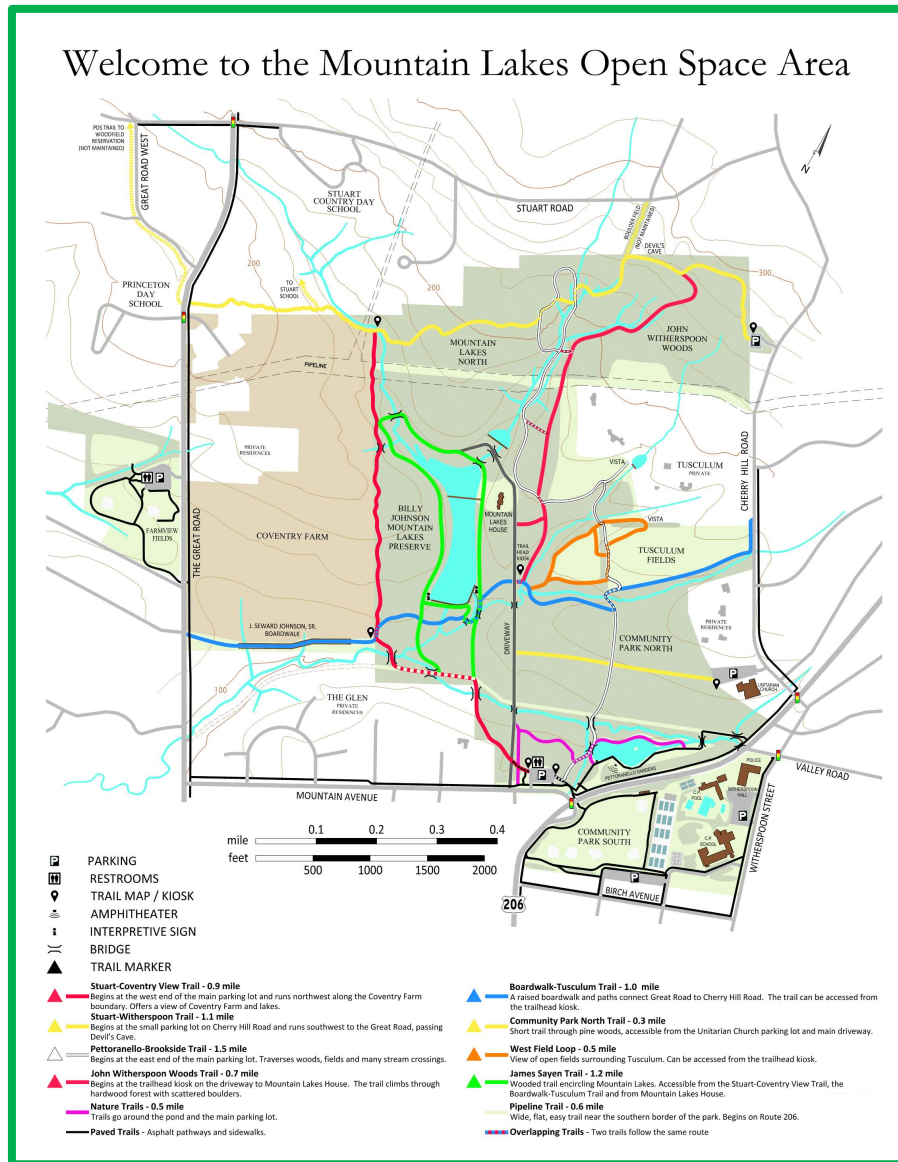 Welcome to the Mountain Lakes Open Space Area
PDS TRAIL TO
WOODFIELD
RESERVATION
(NOT MAINTAINED)
GREAT ROAD WEST
STUART
COUNTRY DAY
SCHOOL
STUART ROAD
BOULDER FIELD
(NOT MAINTAINED)
DEVIL'S
CAVE
N
200
200
300
TO
STUART
SCHOOL
PRINCETON
DAY
SCHOOL
MOUNTAIN
LAKES
NORTH
JOHN
WITHERSPOON
WOODS
P
PIPELINE
PRIVATE
RESIDENCES
CHERRY HILL ROAD
VISTA
TUSCULUM
PRIVATE
P
FARMVIEW
FIELDS
THE GREAT ROAD
COVENTRY FARM
BILLY
JOHNSON
MOUNTAIN
LAKES
PRESERVE
MOUNTAIN
LAKES
HOUSE
VISTA
TUSCULUM
FIELDS
TRAIL
HEAD
KIOSK
J. SEWARD JOHNSON, SR.
BOARDWALK
DRIVEWAY
COMMUNITY
PARK NORTH
PRIVATE
RESIDENCES
P
UNITARIAN
CHURCH
100
THE GLEN
PRIVATE
RESIDENCES
PETTORANELLO GARDENS
P
MOUNTAIN AVENUE
POLICE
VALLEY ROAD
WITHERSPOON
HALL
C.P.
POOL
P
C.P.
SCHOOL
WITHERSPOON STREET
COMMUNITY
PARK SOUTH
P
BIRCH AVENUE
206
0.1 0.2 0.3 0.4
mile
feet
500 1000 1500 2000
P PARKING
RESTROOMS
TRAIL MAP / KIOSK
AMPHITHEATER
INTERPRETIVE SIGN
BRIDGE
TRAIL MARKER
Stuart-Coventry View Trail - 0.9 mile
Begins at the west end of the main parking lot and runs northwest along the Coventry Farm
boundary. Offers a view of Coventry Farm and lakes.
Stuart-Witherspoon Trail - 1.1 mile
Begins at the small parking lot on Cherry Hill Road and runs southwest to the Great Road, passing
Devil's Cave.
Pettoranello-Brookside Trail - 1.5 mile
Begins at the east end of the main parking lot. Traverses woods, fields and many stream crossings.
John Witherspoon Woods Trail - 0.7 mile
Begins at the trailhead kiosk on the driveway to Mountain Lakes House. The trail climbs through
hardwood forest with scattered boulders.
Nature Trails - 0.5 mile
Trails go around the pond and the main parking lot.
Paved Trails - Asphalt pathways and sidewalks.
Boardwalk-Tusculum Trail - 1.0 mile
A raised boardwalk and paths connect Great Road to Cherry Hill Road. The trail can be accessed from
the trailhead kiosk.
Community Park North Trail - 0.3 mile
Short trail through pine woods, accessible from the Unitarian Church parking lot and main driveway.
West Field Loop - 0.5 mile
View of open fields surrounding Tusculum. Can be accessed from the trailhead kiosk.
James Sayen Trail - 1.2 mile
Wooded trail encircling Mountain Lakes. Accessible from the Stuart-Coventry View Trail, the
Boardwalk-Tusculum Trail and from Mountain Lakes House.
Pipeline Trail - 0.6 mile
Wide, flat, easy trail near the southern border of the park. Begins on Route 206.
Overlapping Trails - Two trails follow the same route